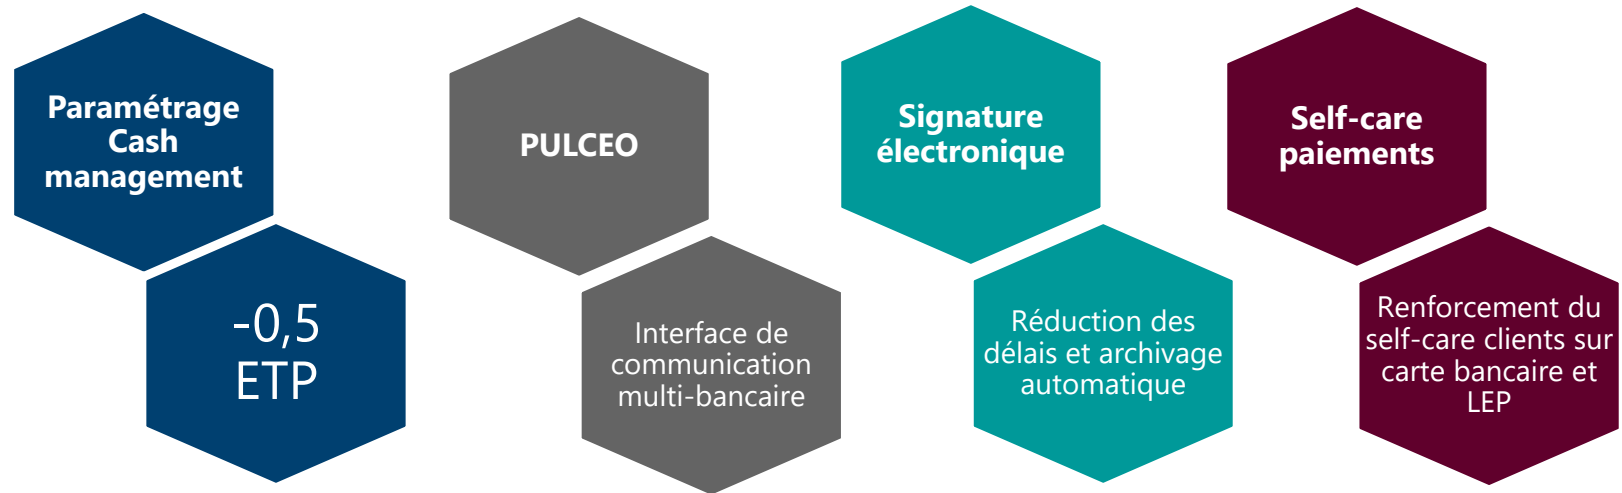 Paramétrage
Cash
management
-0,5
ETP
PULCEO
Interface de
communication
multi-bancaire
Signature
électronique
Réduction des
délais et archivage
automatique
Self-care
paiements
Renforcement du
self-care clients sur
carte bancaire et
LEP